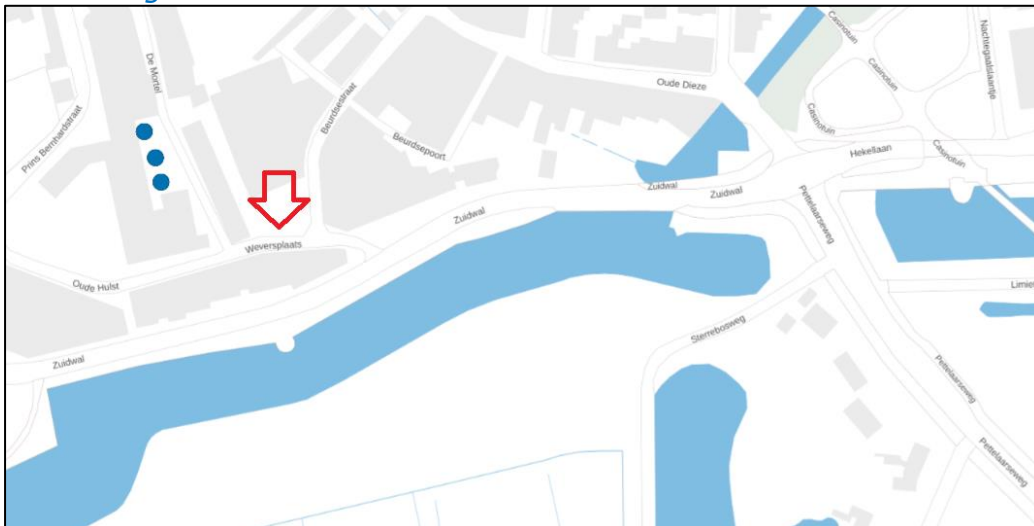 Casinotuin
Nachtegaalslaantje
De Mortel
Prins Bernhardstraat
Beurdsestraat
Beurdsepoort
Oude Dieze
Casinotuin
Casinotuin
Casinotuin
Hekellaan
Zuidwal
Zuidwal
Zuidwal
Pettelaarseweg
Weversplaats
Oude Hulst
Zuidwal
Sterrebosweg
Limie
Pettelaarseweg
Pettelaarseweg